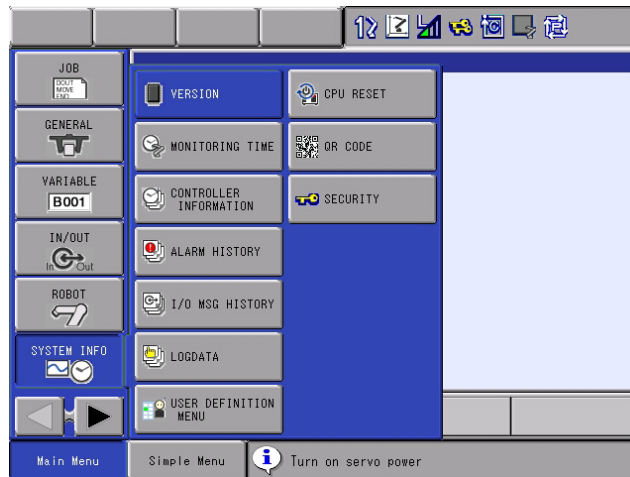 JOB
DOUT
MOVE
END
GENERAL
VARIABLE
B001
IN/OUT
In Out
ROBOT
SYSTEM INFO
VERSION
MONITORING TIME
CONTROLLER
INFORMATION
ALARM HISTORY
I/O MSG HISTORY
LOGDATA
USER DEFINITION
MENU
CPU RESET
QR CODE
SECURITY
Main Menu
Simple Menu
Turn on servo power